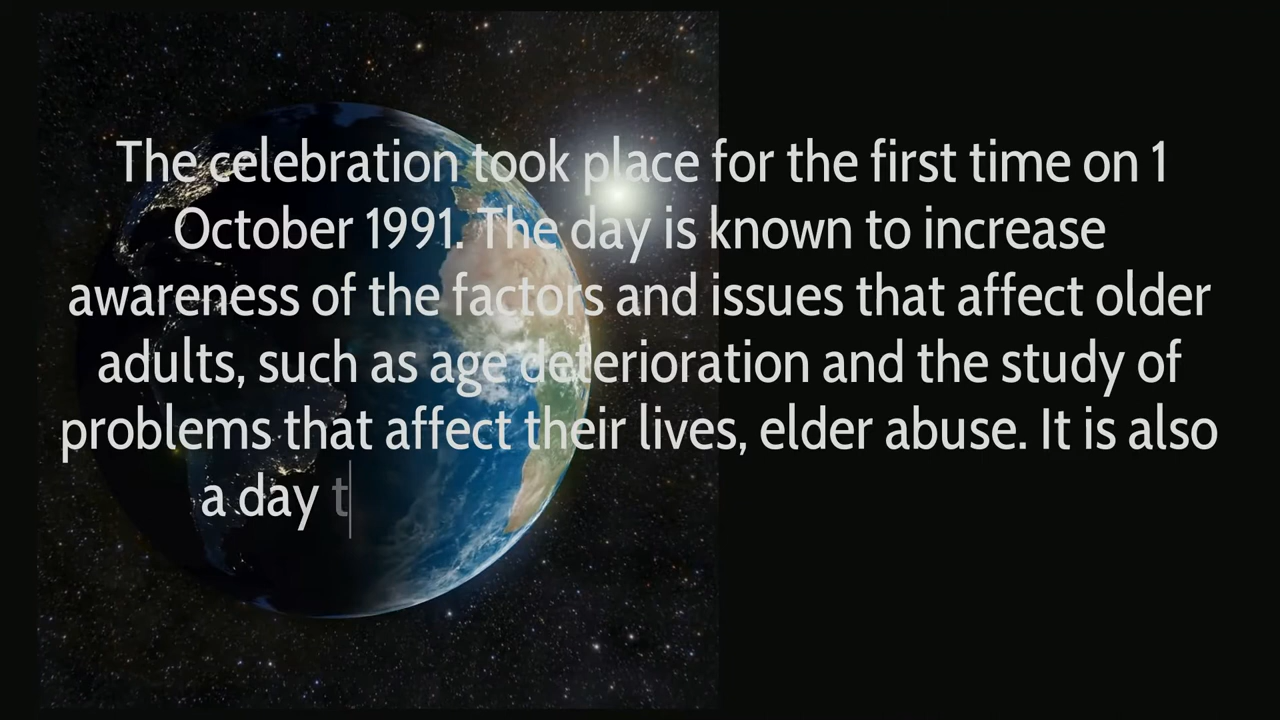 The celebration took place for the first time on 1
October 1991. The day is known to increase
awareness of the factors and issues that affect older
adults, such as age deterioration and the study of
problems that affect their lives, elder abuse. It is also
a day t